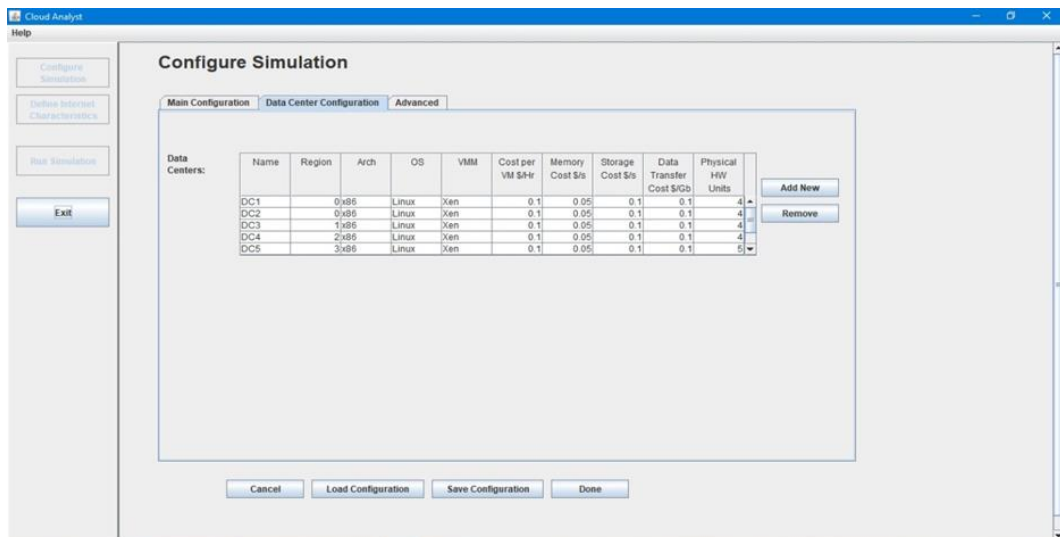 Cloud Analyst
Help
Configure Simulation
Configure
Simulation
Define Internet
Characteristics
Run Simulation
Exit
Main Configuration Data Center Configuration Advanced
Data
Centers:
Name Region Arch OS VMM Cost per VM $/Hr Memory Cost $/s Storage Cost $/s Data Transfer Cost $/Gb Physical HW Units
DC1 0 x86 Linux Xen 0.1 0.05 0.1 0.1 4
DC2 0 x86 Linux Xen 0.1 0.05 0.1 0.1 4
DC3 1 x86 Linux Xen 0.1 0.05 0.1 0.1 4
DC4 2 x86 Linux Xen 0.1 0.05 0.1 0.1 4
DC5 3 x86 Linux Xen 0.1 0.05 0.1 0.1 5
Add New
Remove
Cancel Load Configuration Save Configuration Done